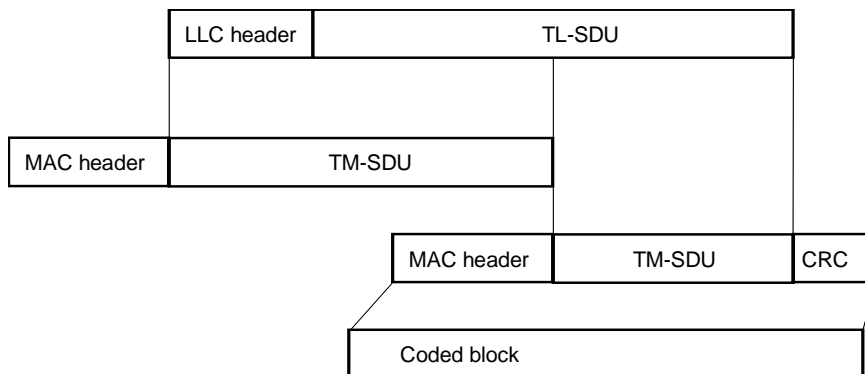 LLC header TL-SDU
MAC header TM-SDU
MAC header TM-SDU CRC
Coded block